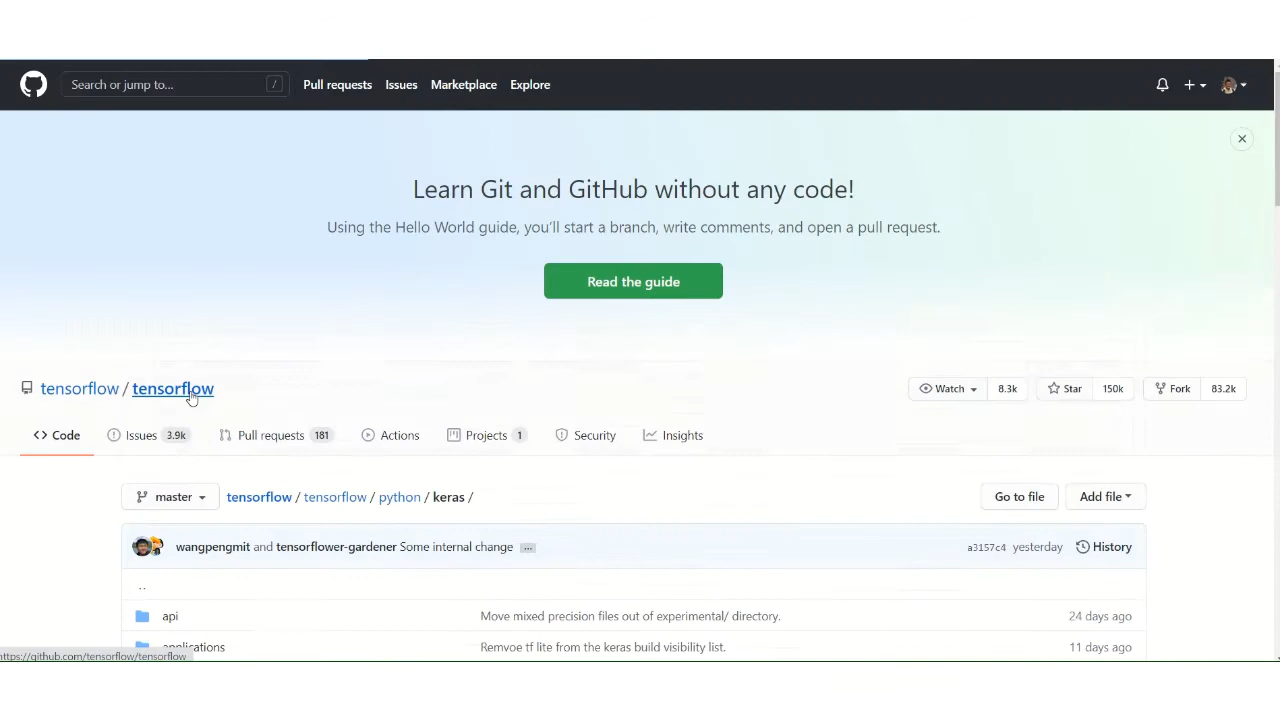 Search or jump to... / Pull requests Issues Marketplace Explore
Learn Git and GitHub without any code!
Using the Hello World guide, you'll start a branch, write comments, and open a pull request.
Read the guide
tensorflow / tensorflow Watch 8.3k Star 150k Fork 83.2k
Code Issues 3.9k Pull requests 181 Actions Projects 1 Security Insights
master tensorflow / tensorflow / python / keras / Go to file Add file
wangpengmit and tensorflower-gardener Some internal change ... a3157c4 yesterday History
..
api Move mixed precision files out of experimental/ directory. 24 days ago
applications Remvoe tf lite from the keras build visibility list. 11 days ago
https://github.com/tensorflow/tensorflow